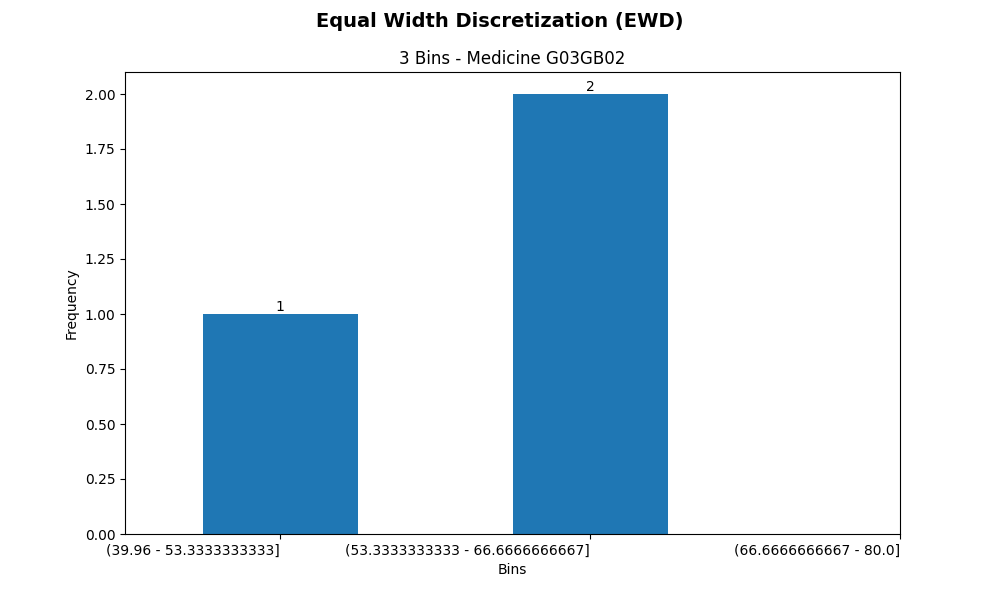 Equal Width Discretization (EWD)
3 Bins - Medicine G03GB02
2.00
1.75
1.50
1.25
1.00
0.75
0.50
0.25
0.00
Frequency
1
2
(39.96 - 53.3333333333]
(53.3333333333 - 66.6666666667]
(66.6666666667 - 80.0]
Bins